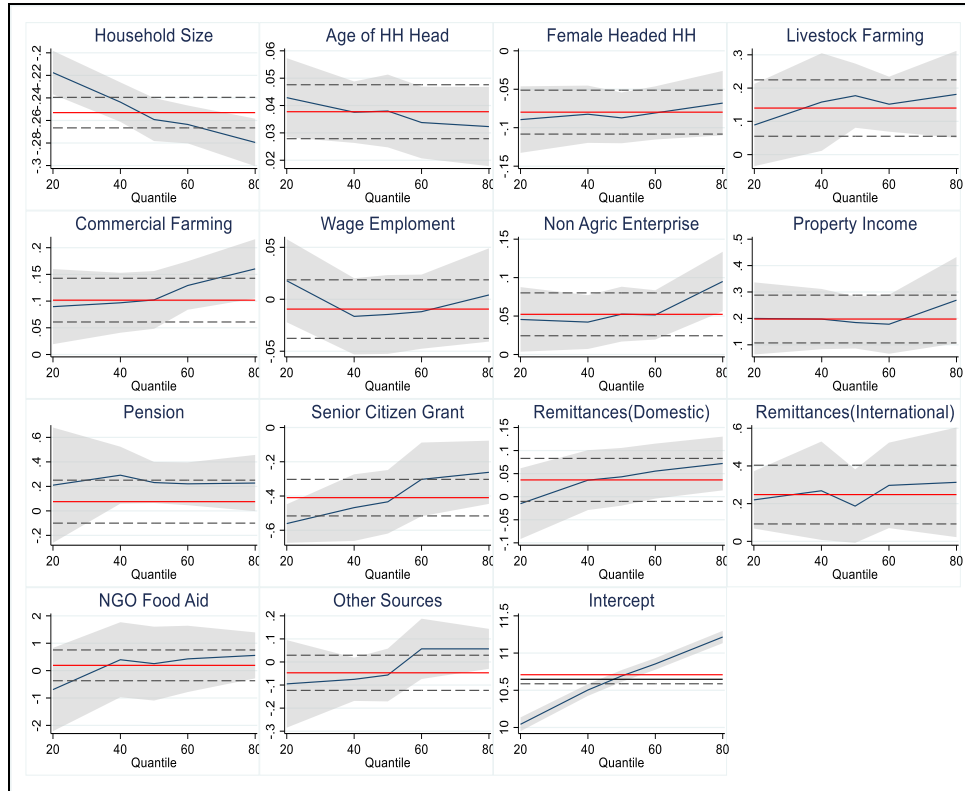 Household Size
-.3 -.28 -.26 -.24 -.22 -.2
20 40 60 80
Quantile
Age of HH Head
.02 .03 .04 .05 .06
20 40 60 80
Quantile
Female Headed HH
-.15 -.1 -.05 0
20 40 60 80
Quantile
Livestock Farming
0 .1 .2 .3
20 40 60 80
Quantile
Commercial Farming
0 .05 .1 .15 .2
20 40 60 80
Quantile
Wage Emploment
-.05 0 .05
20 40 60 80
Quantile
Non Agric Enterprise
0 .05 .1 .15
20 40 60 80
Quantile
Property Income
.1 .2 .3 .4 .5
20 40 60 80
Quantile
Pension
-.2 0 .2 .4 .6
20 40 60 80
Quantile
Senior Citizen Grant
-.6 -.4 -.2 0
20 40 60 80
Quantile
Remittances(Domestic)
-.1 -.05 0 .05 .1 .15
20 40 60 80
Quantile
Remittances(International)
0 .2 .4 .6
20 40 60 80
Quantile
NGO Food Aid
-.2 -.1 0 .1 .2
20 40 60 80
Quantile
Other Sources
-.3 -.2 -.1 0 .1 .2
20 40 60 80
Quantile
Intercept
10 10.5 11 11.5
20 40 60 80
Quantile